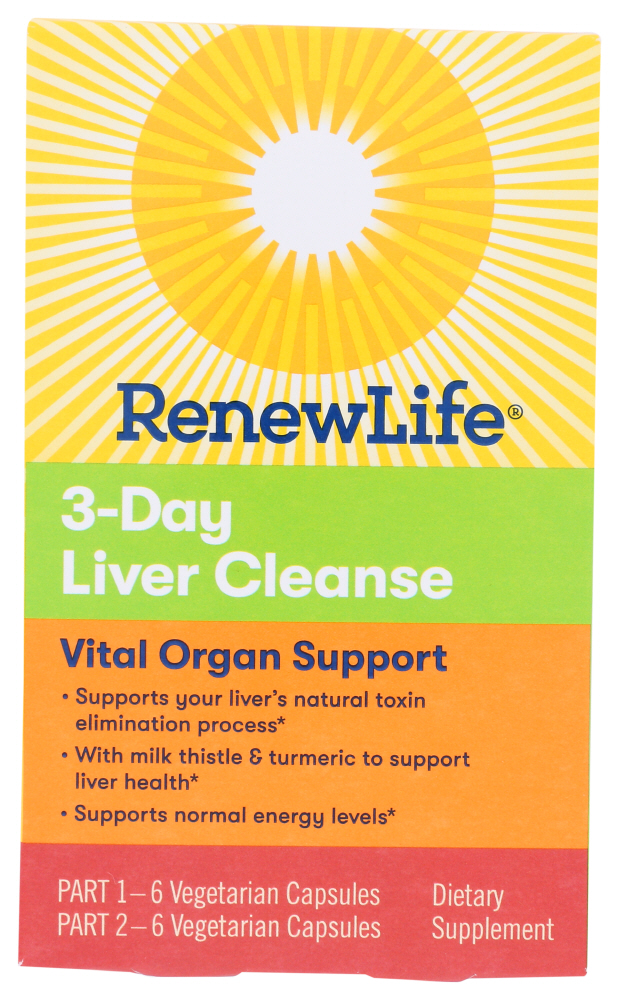 RenewLife®
3-Day
Liver Cleanse
Vital Organ Support
• Supports your liver's natural toxin
elimination process*
• With milk thistle & turmeric to support
liver health*
• Supports normal energy levels*
PART 1–6 Vegetarian Capsules
PART 2–6 Vegetarian Capsules
Dietary
Supplement